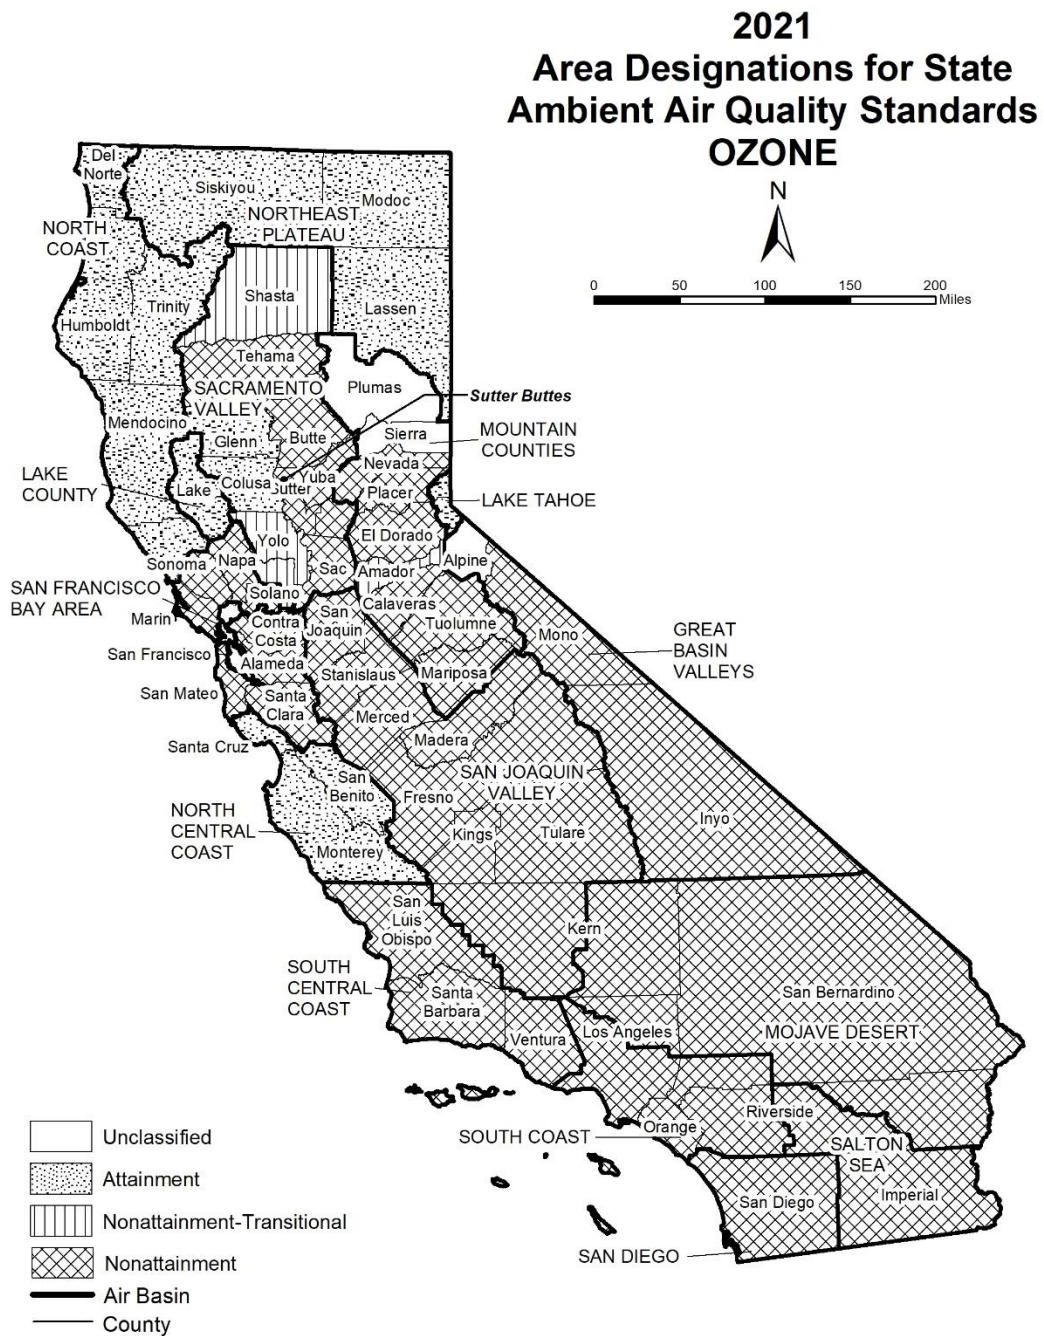 2021
Area Designations for State
Ambient Air Quality Standards
OZONE
N
0 50 100 150 200
Miles
Del
Norte
Siskiyou
Modoc
NORTHEAST
PLATEAU
NORTH
COAST
Shasta
Trinity
Lassen
Humboldt
Tehama
Plumas
SACRAMENTO
VALLEY
Sutter Buttes
Mendocino
Glenn
Butte
Sierra
MOUNTAIN
COUNTIES
Nevada
LAKE
COUNTY
Lake
Colusa
Sutter
Yuba
Placer
LAKE TAHOE
Yolo
El Dorado
Sonoma
Napa
Sac
Amador
Alpine
SAN FRANCISCO
BAY AREA
Solano
Calaveras
Marin
Contra
Costa
San
Joaquin
Tuolumne
Mono
GREAT
BASIN
VALLEYS
San Francisco
Alameda
Stanislaus
Mariposa
San Mateo
Santa
Clara
Merced
Santa Cruz
Madera
San
Benito
SAN JOAQUIN
VALLEY
Fresno
NORTH
CENTRAL
COAST
Kings
Tulare
Inyo
Monterey
San
Luis
Obispo
Kern
SOUTH
CENTRAL
COAST
Santa
Barbara
San Bernardino
Ventura
Los Angeles
MOJAVE DESERT
Orange
Riverside
SOUTH COAST
SALTON
SEA
San Diego
Imperial
SAN DIEGO
Unclassified
Attainment
Nonattainment-Transitional
Nonattainment
Air Basin
County